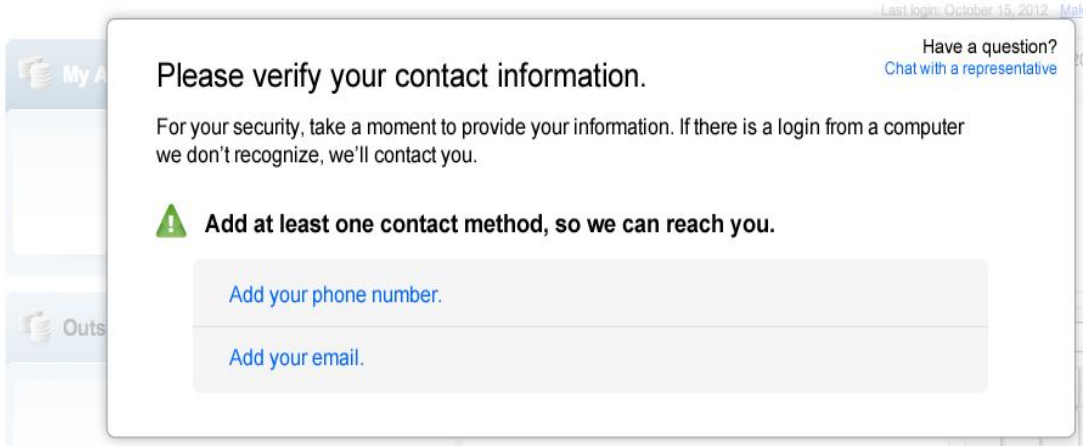 Last login: October 15, 2012
Have a question?
Chat with a representative
My A
Please verify your contact information.
For your security, take a moment to provide your information. If there is a login from a computer
we don't recognize, we'll contact you.
Add at least one contact method, so we can reach you.
Add your phone number.
Outs
Add your email.